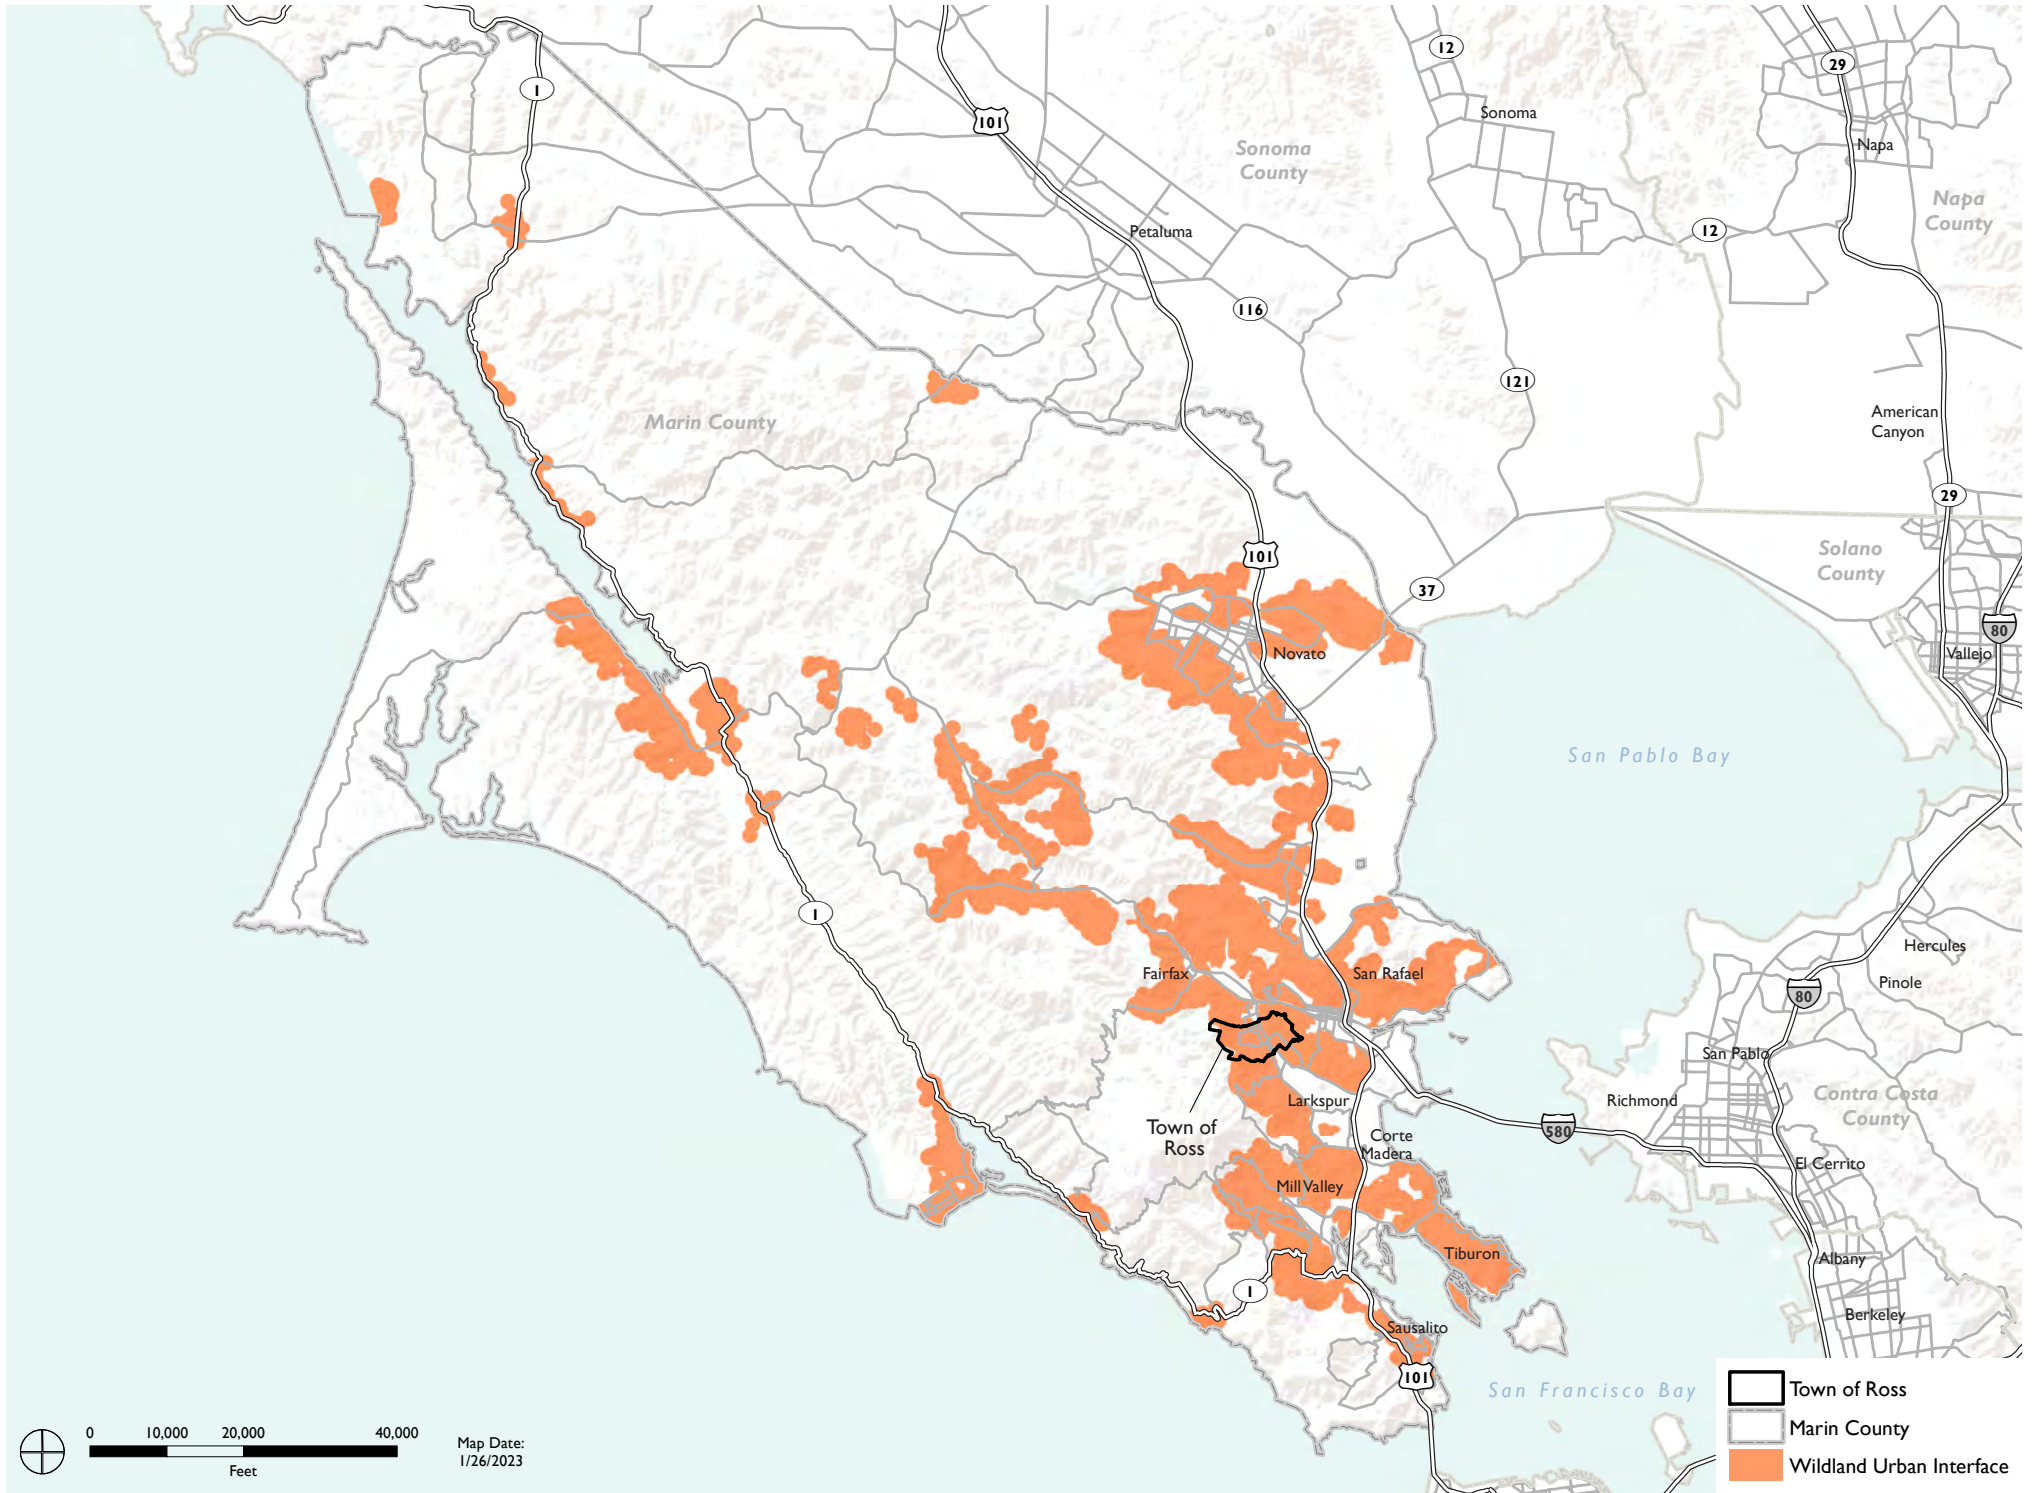 12
29
1
101
Sonoma
Napa
Sonoma
County
Napa
County
12
Petaluma
116
121
American
Canyon
Marin County
29
101
Solano
County
37
80
Novato
Vallejo
San Pablo Bay
1
Hercules
Fairfax
San Rafael
Pinole
80
San Pablo
Contra Costa
County
Larkspur
Richmond
Town of
Ross
580
Corte
Madera
El Cerrito
Mill Valley
Tiburon
Albany
1
Berkeley
Sausalito
101
San Francisco Bay
Town of Ross
Marin County
Wildland Urban Interface
0 10,000 20,000 40,000
Feet
Map Date:
1/26/2023